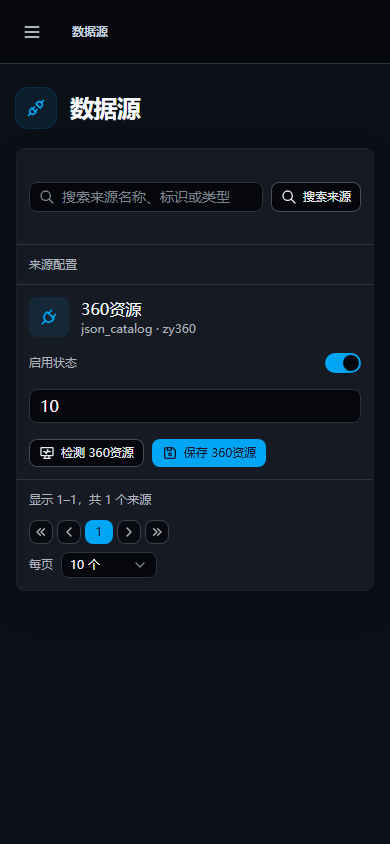 数据源
数据源
搜索来源名称、标识或类型
搜索来源
来源配置
360资源
json_catalog · zy360
启用状态
10
检测 360资源
保存 360资源
显示 1–1，共 1 个来源
1
每页
10 个